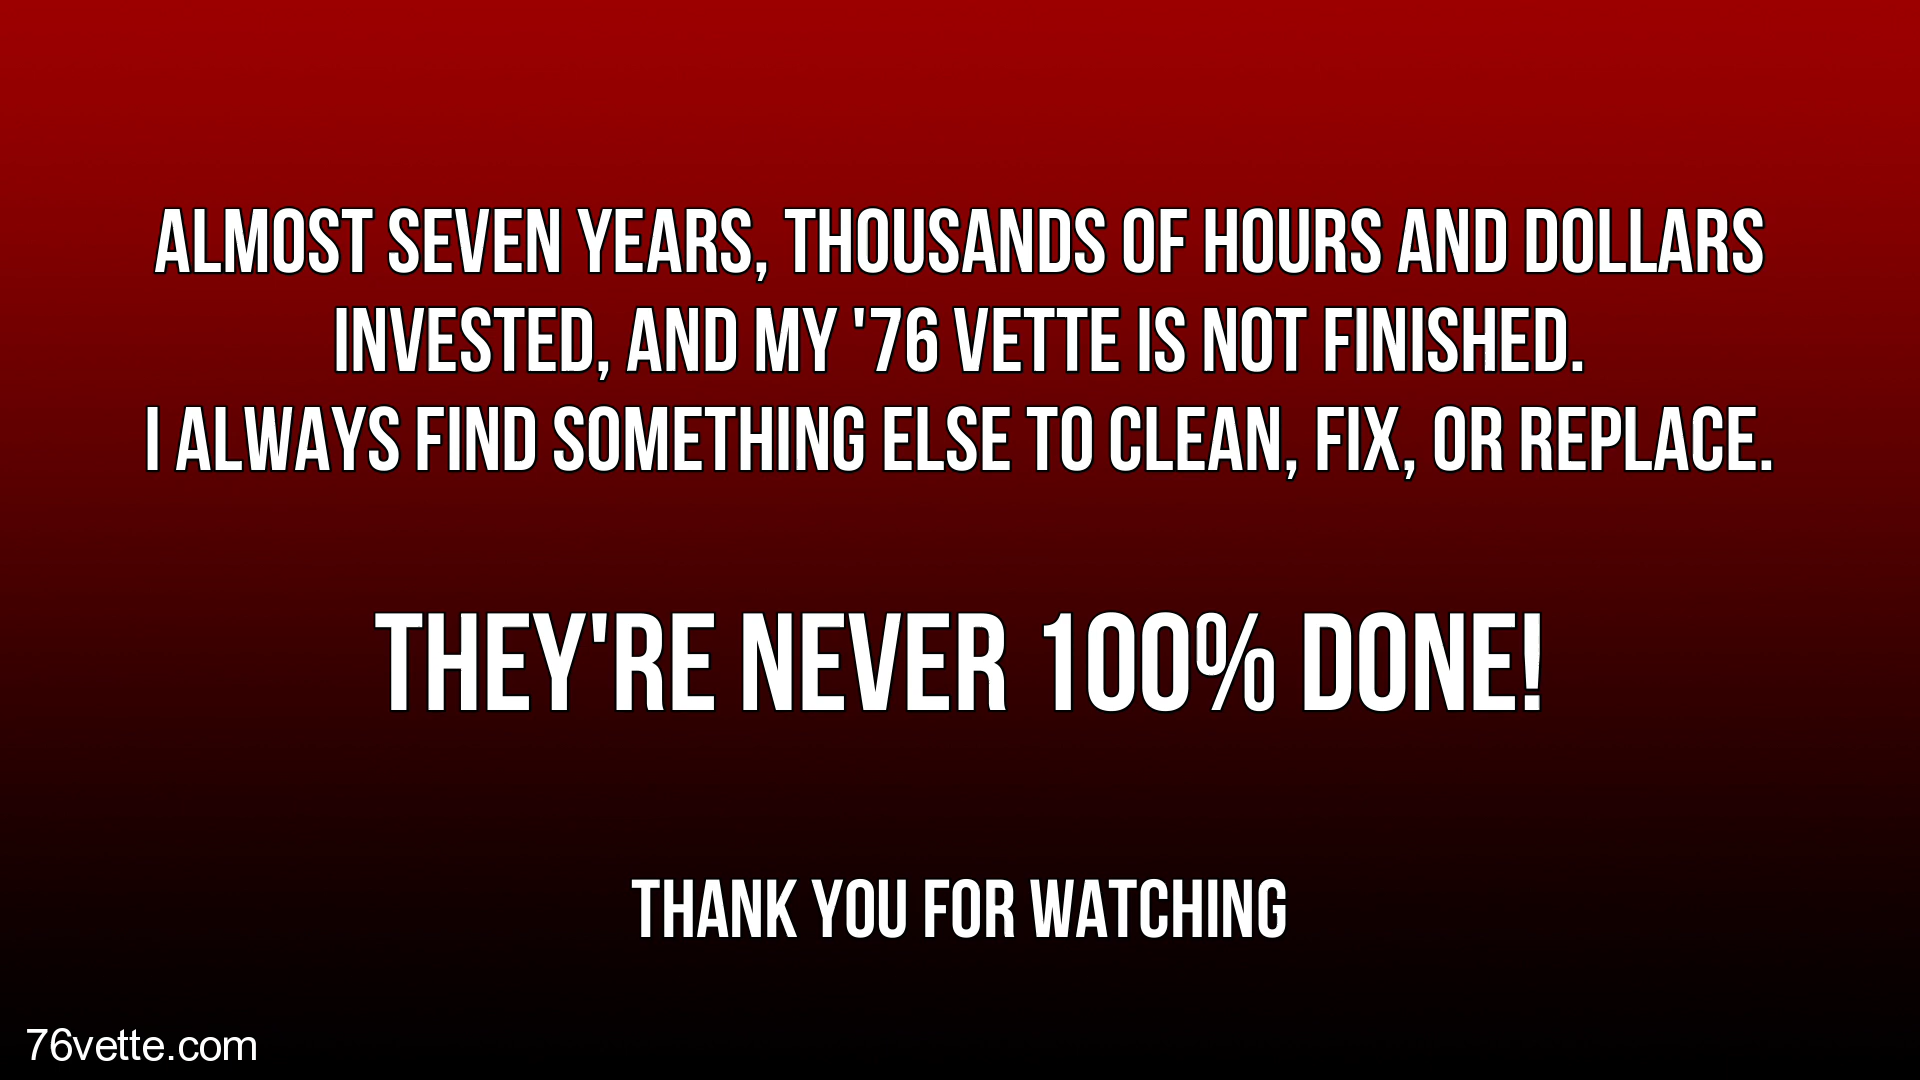 ALMOST SEVEN YEARS, THOUSANDS OF HOURS AND DOLLARS
INVESTED, AND MY '76 VETTE IS NOT FINISHED.
I ALWAYS FIND SOMETHING ELSE TO CLEAN, FIX, OR REPLACE.
THEY'RE NEVER 100% DONE!
THANK YOU FOR WATCHING
76vette.com